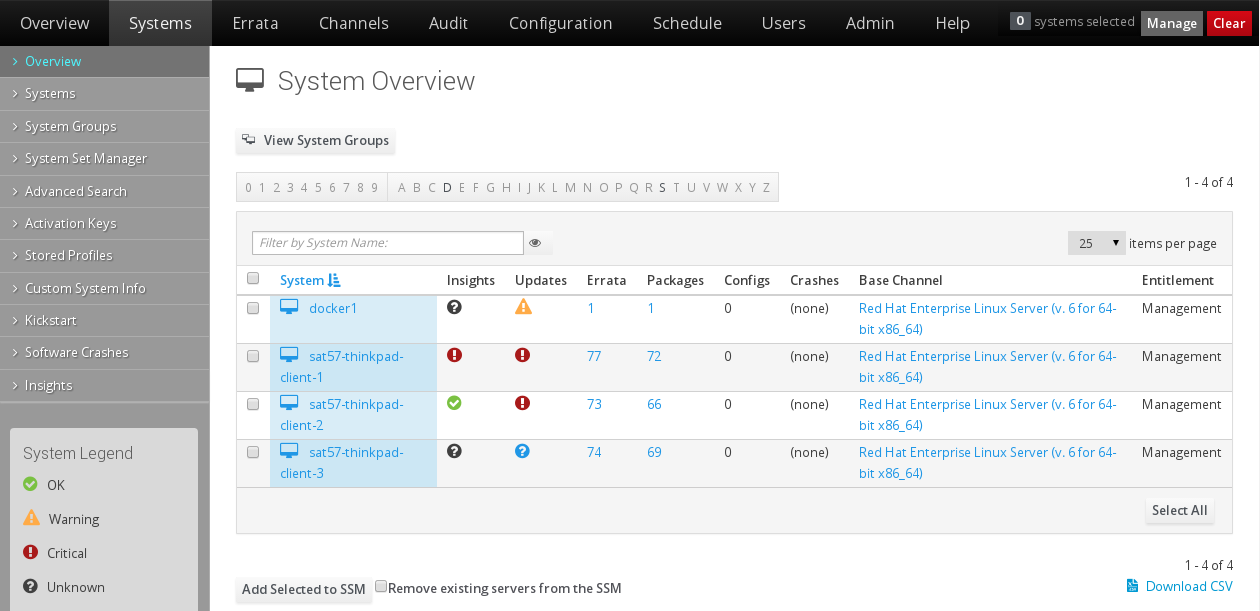 Overview Systems Errata Channels Audit Configuration Schedule Users Admin Help 0 systems selected Manage Clear
Overview
Systems
System Groups
System Set Manager
Advanced Search
Activation Keys
Stored Profiles
Custom System Info
Kickstart
Software Crashes
Insights
System Legend
OK
Warning
Critical
Unknown
System Overview
View System Groups
0 1 2 3 4 5 6 7 8 9 A B C D E F G H I J K L M N O P Q R S T U V W X Y Z
1 - 4 of 4
Filter by System Name:
25 items per page
System Insights Updates Errata Packages Configs Crashes Base Channel Entitlement
docker1 1 1 0 (none) Red Hat Enterprise Linux Server (v. 6 for 64- Management
bit x86_64)
sat57-thinkpad- 77 72 0 (none) Red Hat Enterprise Linux Server (v. 6 for 64- Management
client-1 bit x86_64)
sat57-thinkpad- 73 66 0 (none) Red Hat Enterprise Linux Server (v. 6 for 64- Management
client-2 bit x86_64)
sat57-thinkpad- 74 69 0 (none) Red Hat Enterprise Linux Server (v. 6 for 64- Management
client-3 bit x86_64)
Select All
1 - 4 of 4
Add Selected to SSM Remove existing servers from the SSM
Download CSV